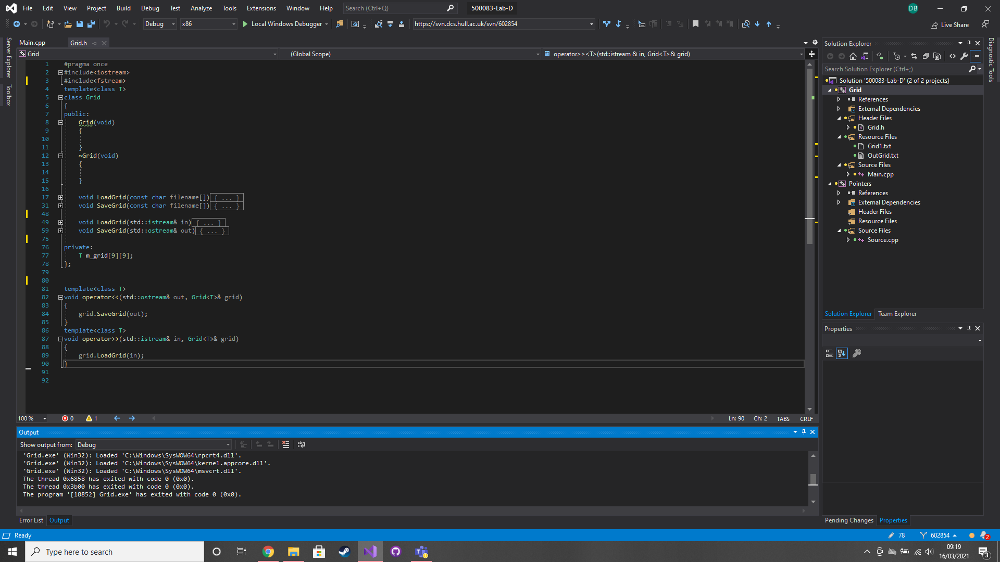 File Edit View Project Build Debug Test Analyze Tools Extensions Window Help Search (Ctrl+Q) 500083-Lab-D DB
Debug x86 Local Windows Debugger https://svn.dcs.hull.ac.uk/svn/602854 Live Share
Server Explorer
Toolbox
Main.cpp Grid.h
Grid (Global Scope) operator>><T>(std::istream & in, Grid<T> & grid)
1 #pragma once
2 #include<iostream>
3 #include<fstream>
4 template<class T>
5 class Grid
6 {
7 public:
8 Grid(void)
9 {
10
11 }
12 ~Grid(void)
13 {
14
15 }
16
17 void LoadGrid(const char filename[]) { ... }
31 void SaveGrid(const char filename[]) { ... }
48
49 void LoadGrid(std::istream& in) { ... }
59 void SaveGrid(std::ostream& out) { ... }
75
76 private:
77 T m_grid[9][9];
78 };
79
80
81 template<class T>
82 void operator<<(std::ostream& out, Grid<T>& grid)
83 {
84 grid.SaveGrid(out);
85 }
86 template<class T>
87 void operator>>(std::istream& in, Grid<T>& grid)
88 {
89 grid.LoadGrid(in);
90 }
91
92
100 % 0 1 Ln: 90 Ch: 2 TABS CRLF
Output
Show output from: Debug
'Grid.exe' (Win32): Loaded 'C:\Windows\SysWOW64\rpcrt4.dll'.
'Grid.exe' (Win32): Loaded 'C:\Windows\SysWOW64\kernel.appcore.dll'.
'Grid.exe' (Win32): Loaded 'C:\Windows\SysWOW64\msvcrt.dll'.
The thread 0x6858 has exited with code 0 (0x0).
The thread 0x3b00 has exited with code 0 (0x0).
The program '[18852] Grid.exe' has exited with code 0 (0x0).
Error List Output
Solution Explorer
Search Solution Explorer (Ctrl+;)
Solution '500083-Lab-D' (2 of 2 projects)
Grid
References
External Dependencies
Header Files
Grid.h
Resource Files
Grid1.txt
OutGrid.txt
Source Files
Main.cpp
Pointers
References
External Dependencies
Header Files
Resource Files
Source Files
Source.cpp
Solution Explorer Team Explorer
Properties
Pending Changes Properties
Diagnostic Tools
Ready 78 602854 2
Type here to search
09:19
16/03/2021
3